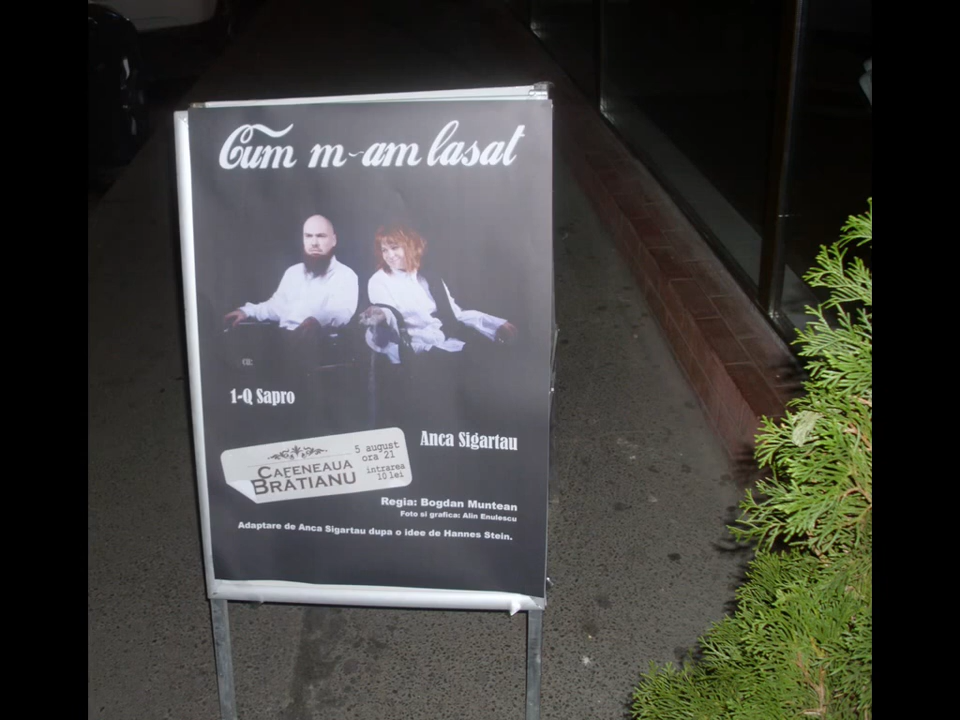 Cum m-am lasat
1-Q Sapro
Anca Sigartau
CAFENEAUA
BRĂTIANU
5 august
ora 21
intrarea
10 lei
Regia: Bogdan Muntean
Foto si grafica: Alin Enulescu
Adaptare de Anca Sigartau dupa o idee de Hannes Stein.